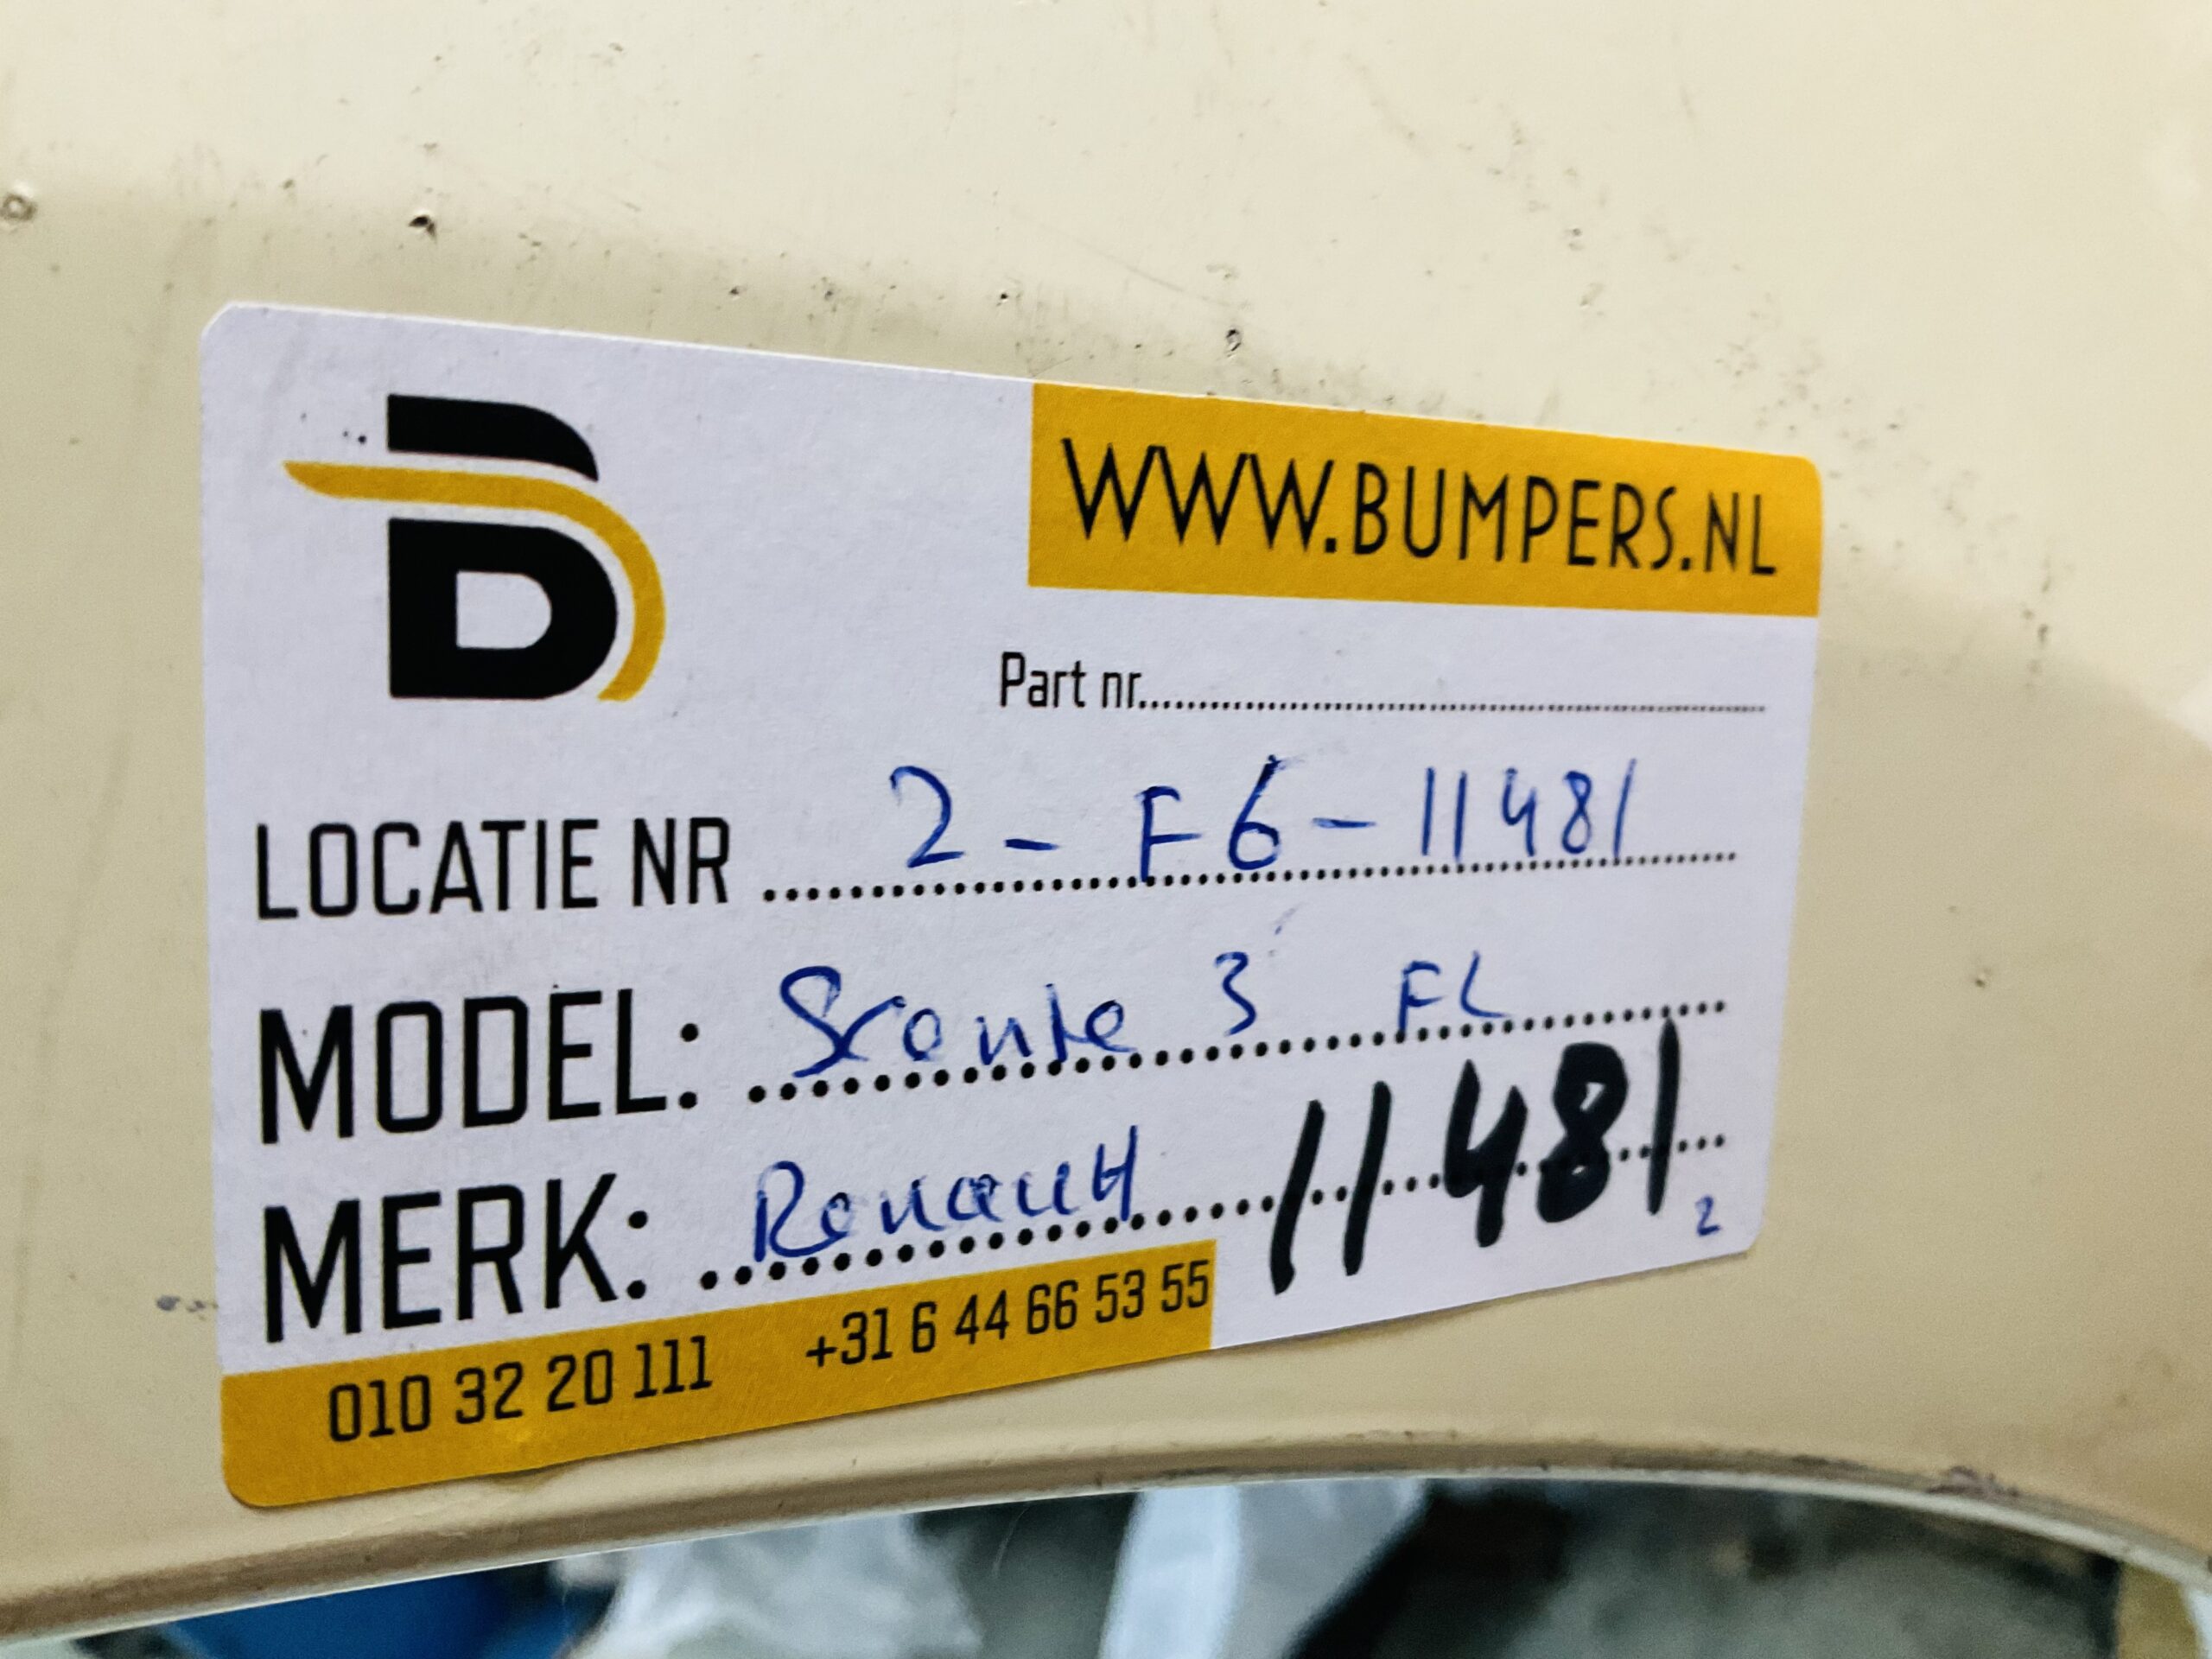 B
WWW.BUMPERS.NL
Part nr.
LOCATIE NR 2 - F6 - 11481
MODEL: Scenic 3 FL
MERK: Renault 11481
2
010 32 20 111 +31 6 44 66 53 55